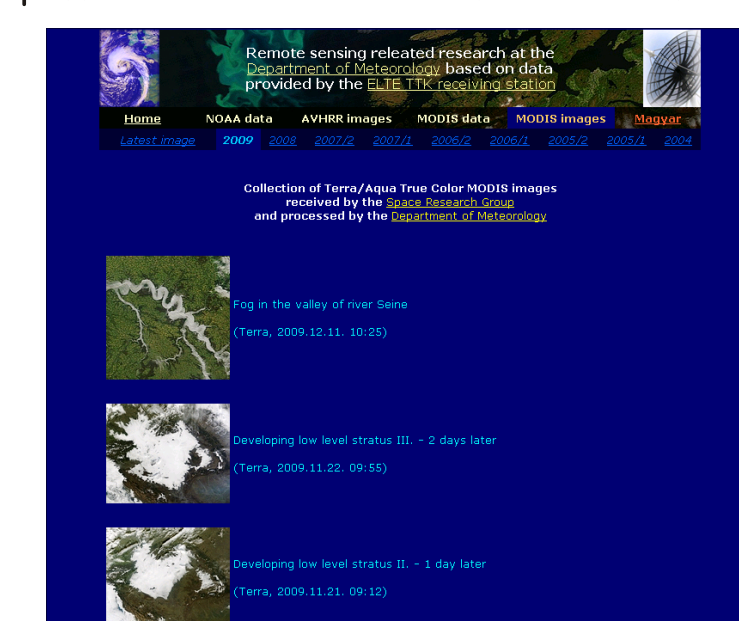 Remote sensing releated research at the
Department of Meteorology based on data
provided by the ELTE TTK receiving station
Home NOAA data AVHRR images MODIS data MODIS images Magyar
Latest image 2009 2008 2007/2 2007/1 2006/2 2006/1 2005/2 2005/1 2004
Collection of Terra/Aqua True Color MODIS images
received by the Space Research Group
and processed by the Department of Meteorology
Fog in the valley of river Seine
(Terra, 2009.12.11. 10:25)
Developing low level stratus III. - 2 days later
(Terra, 2009.11.22. 09:55)
Developing low level stratus II. - 1 day later
(Terra, 2009.11.21. 09:12)